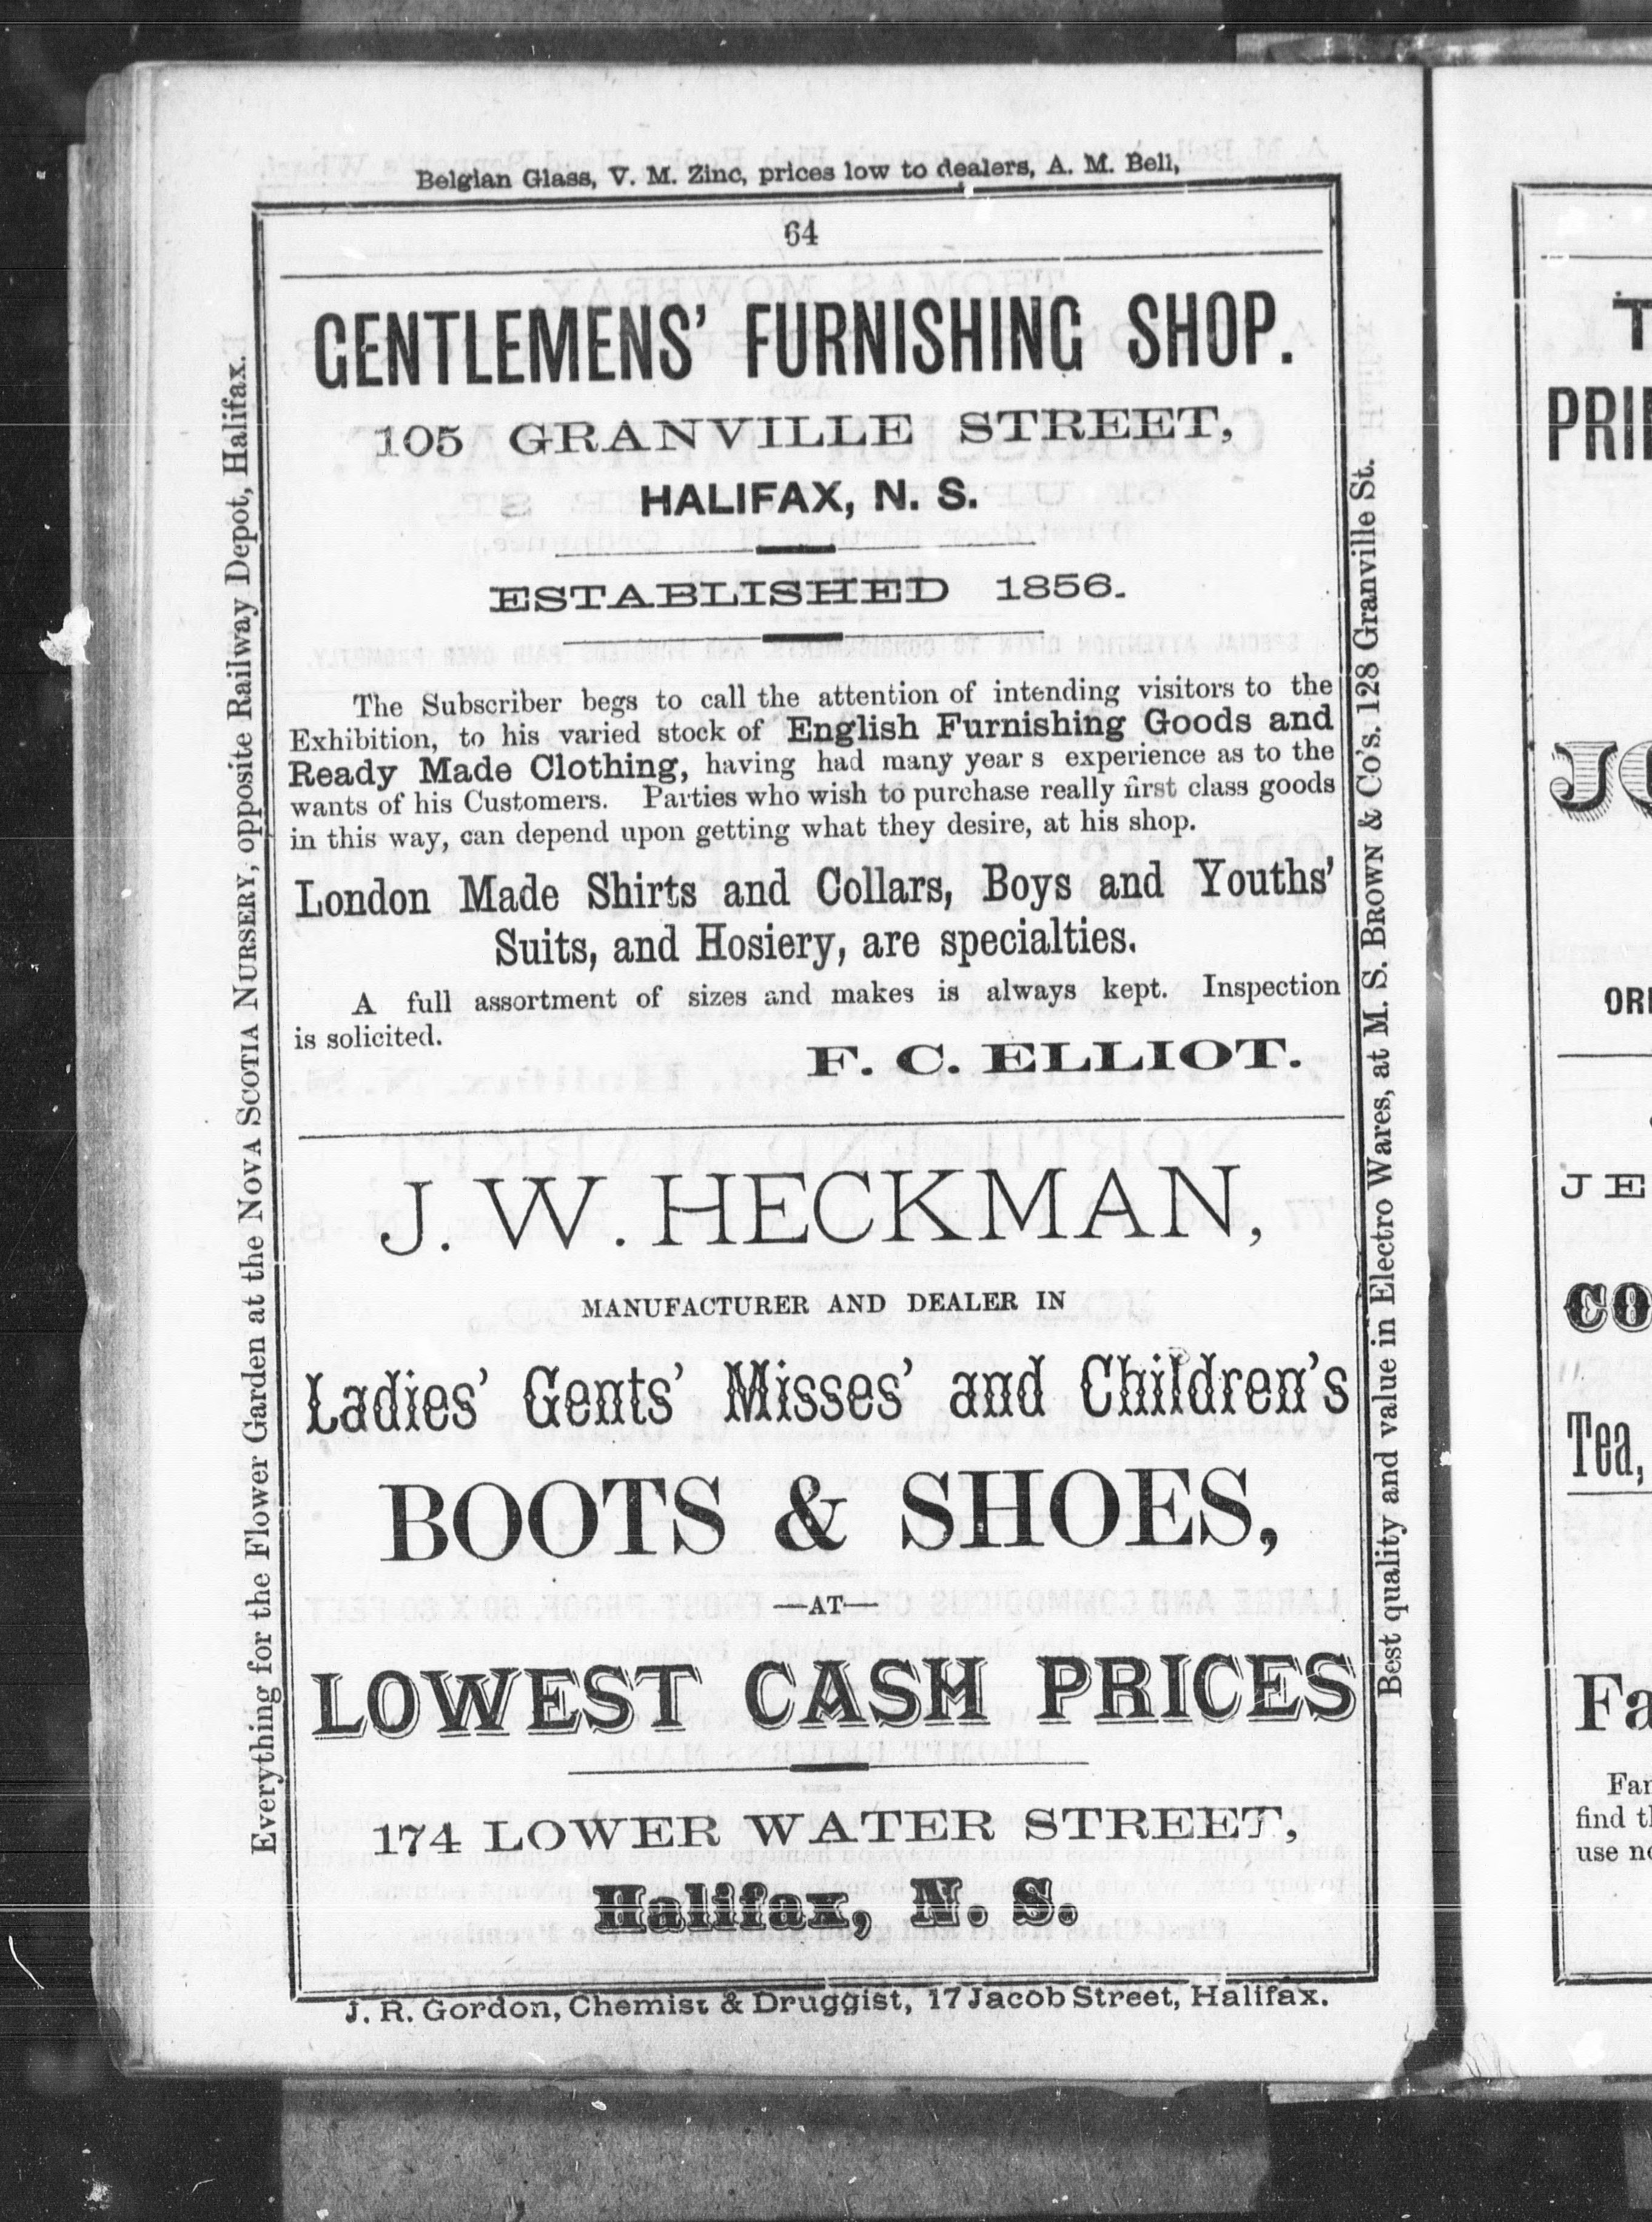 Belgian Glass, V. M. Zinc, prices low to dealers, A. M. Bell,
64
GENTLEMENS' FURNISHING SHOP.
105 GRANVILLE STREET,
HALIFAX, N. S.
ESTABLISHED 1856.
The Subscriber begs to call the attention of intending visitors to the
Exhibition, to his varied stock of English Furnishing Goods and
Ready Made Clothing, having had many year s experience as to the
wants of his Customers. Parties who wish to purchase really first class goods
in this way, can depend upon getting what they desire, at his shop.
London Made Shirts and Collars, Boys and Youths'
Suits, and Hosiery, are specialties.
A full assortment of sizes and makes is always kept. Inspection
is solicited.
F. C. ELLIOT.
J. W. HECKMAN,
MANUFACTURER AND DEALER IN
Ladies' Gents' Misses' and Children's
BOOTS & SHOES,
—AT—
LOWEST CASH PRICES
174 LOWER WATER STREET,
Halifax, N. S.
J. R. Gordon, Chemist & Druggist, 17 Jacob Street, Halifax.
Everything for the Flower Garden at the NOVA SCOTIA NURSERY, opposite Railway Depot, Halifax.
Best quality and value in Electro Wares, at M. S. BROWN & Co's. 128 Granville St.
Tea,
find
use